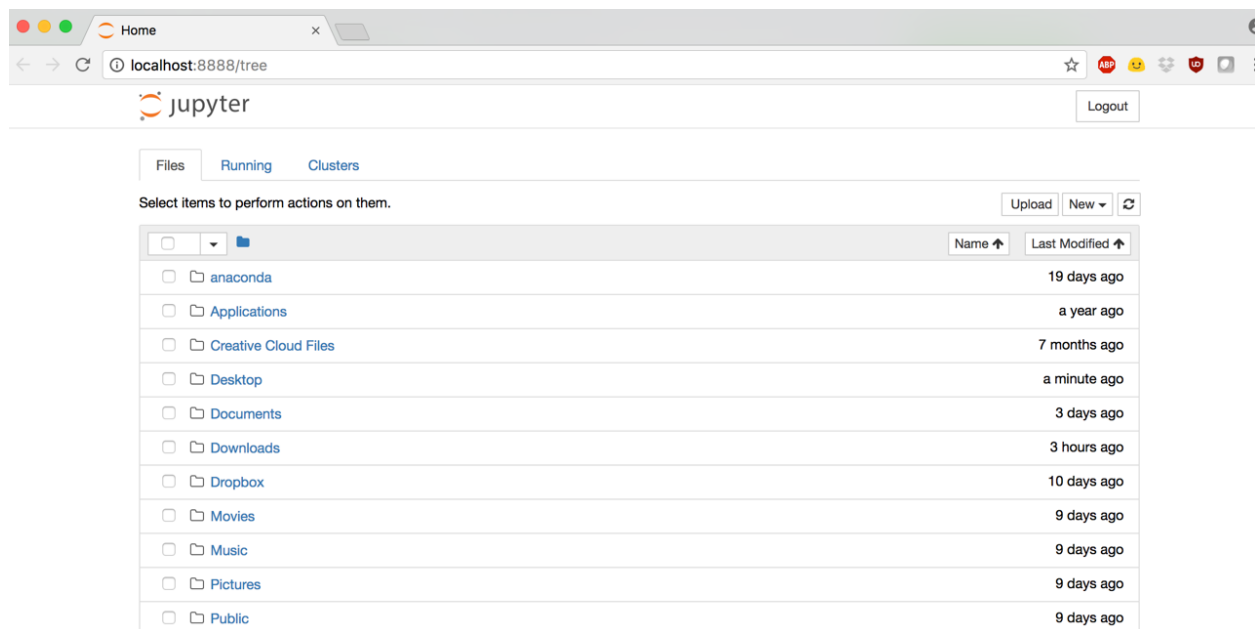 Home
localhost:8888/tree
ABP
jupyter
Logout
Files Running Clusters
Select items to perform actions on them.
Upload New
Name Last Modified
anaconda 19 days ago
Applications a year ago
Creative Cloud Files 7 months ago
Desktop a minute ago
Documents 3 days ago
Downloads 3 hours ago
Dropbox 10 days ago
Movies 9 days ago
Music 9 days ago
Pictures 9 days ago
Public 9 days ago